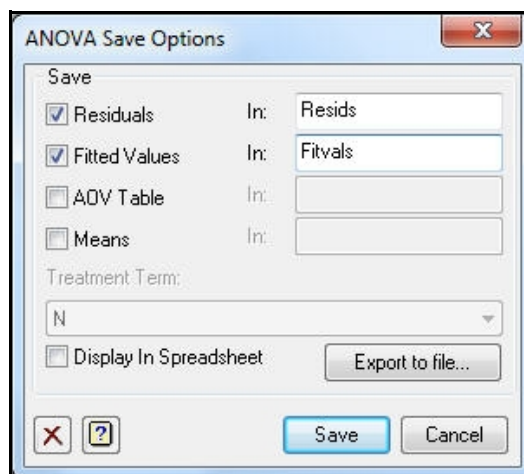 ANOVA Save Options
Save
Residuals In: Resids
Fitted Values In: Fitvals
AOV Table In:
Means In:
Treatment Term:
N
Display In Spreadsheet Export to file...
Save Cancel